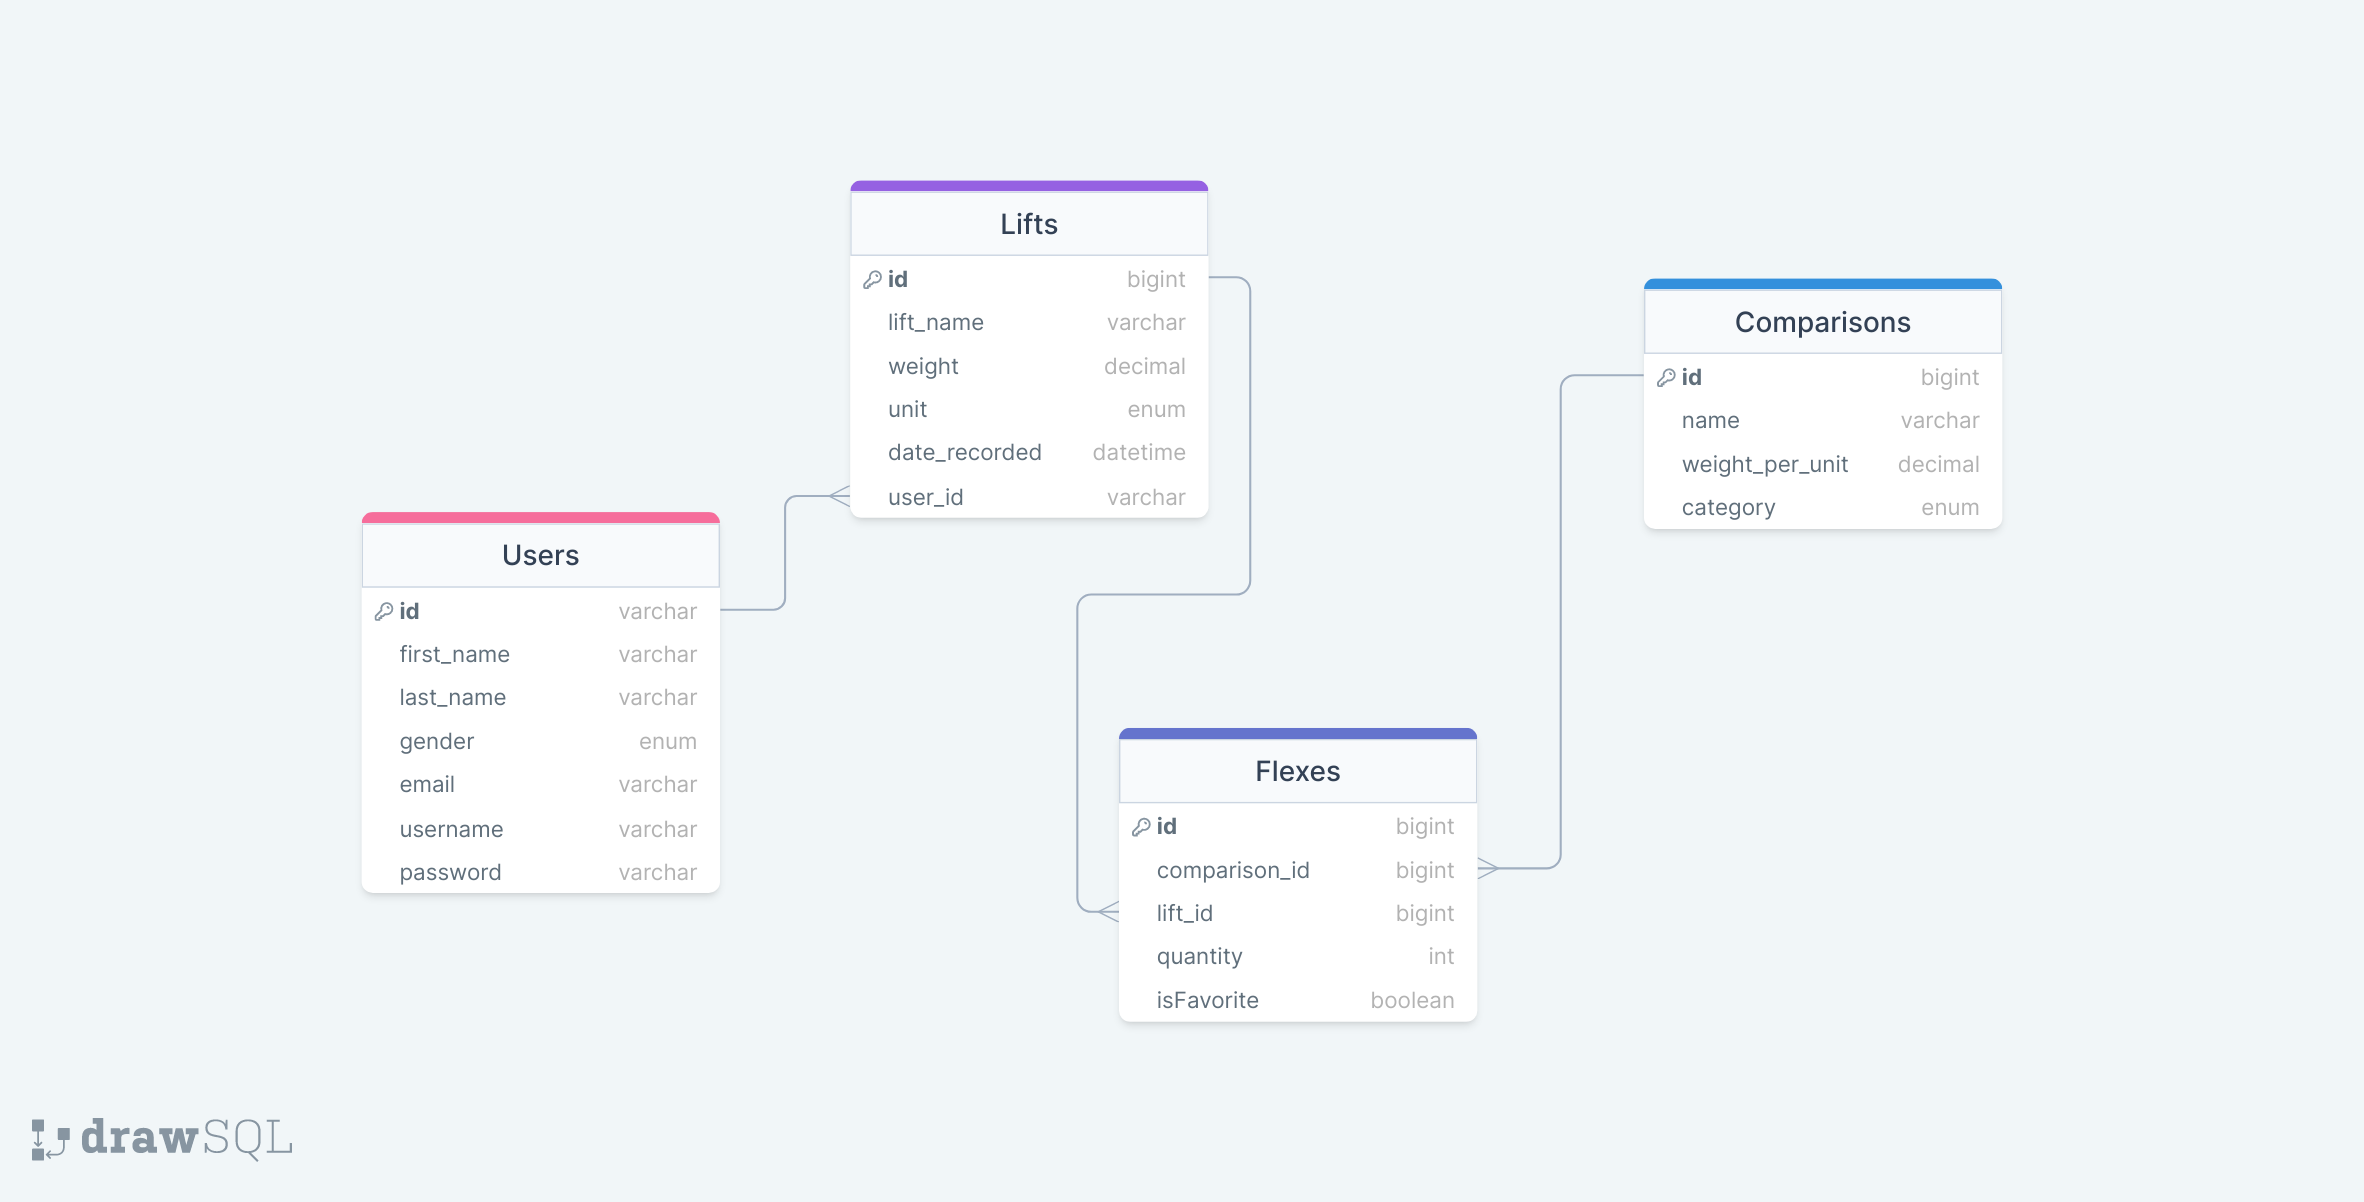 Lifts
id bigint
lift_name varchar
weight decimal
unit enum
date_recorded datetime
user_id varchar
Comparisons
id bigint
name varchar
weight_per_unit decimal
category enum
Users
id varchar
first_name varchar
last_name varchar
gender enum
email varchar
username varchar
password varchar
Flexes
id bigint
comparison_id bigint
lift_id bigint
quantity int
isFavorite boolean
drawSQL